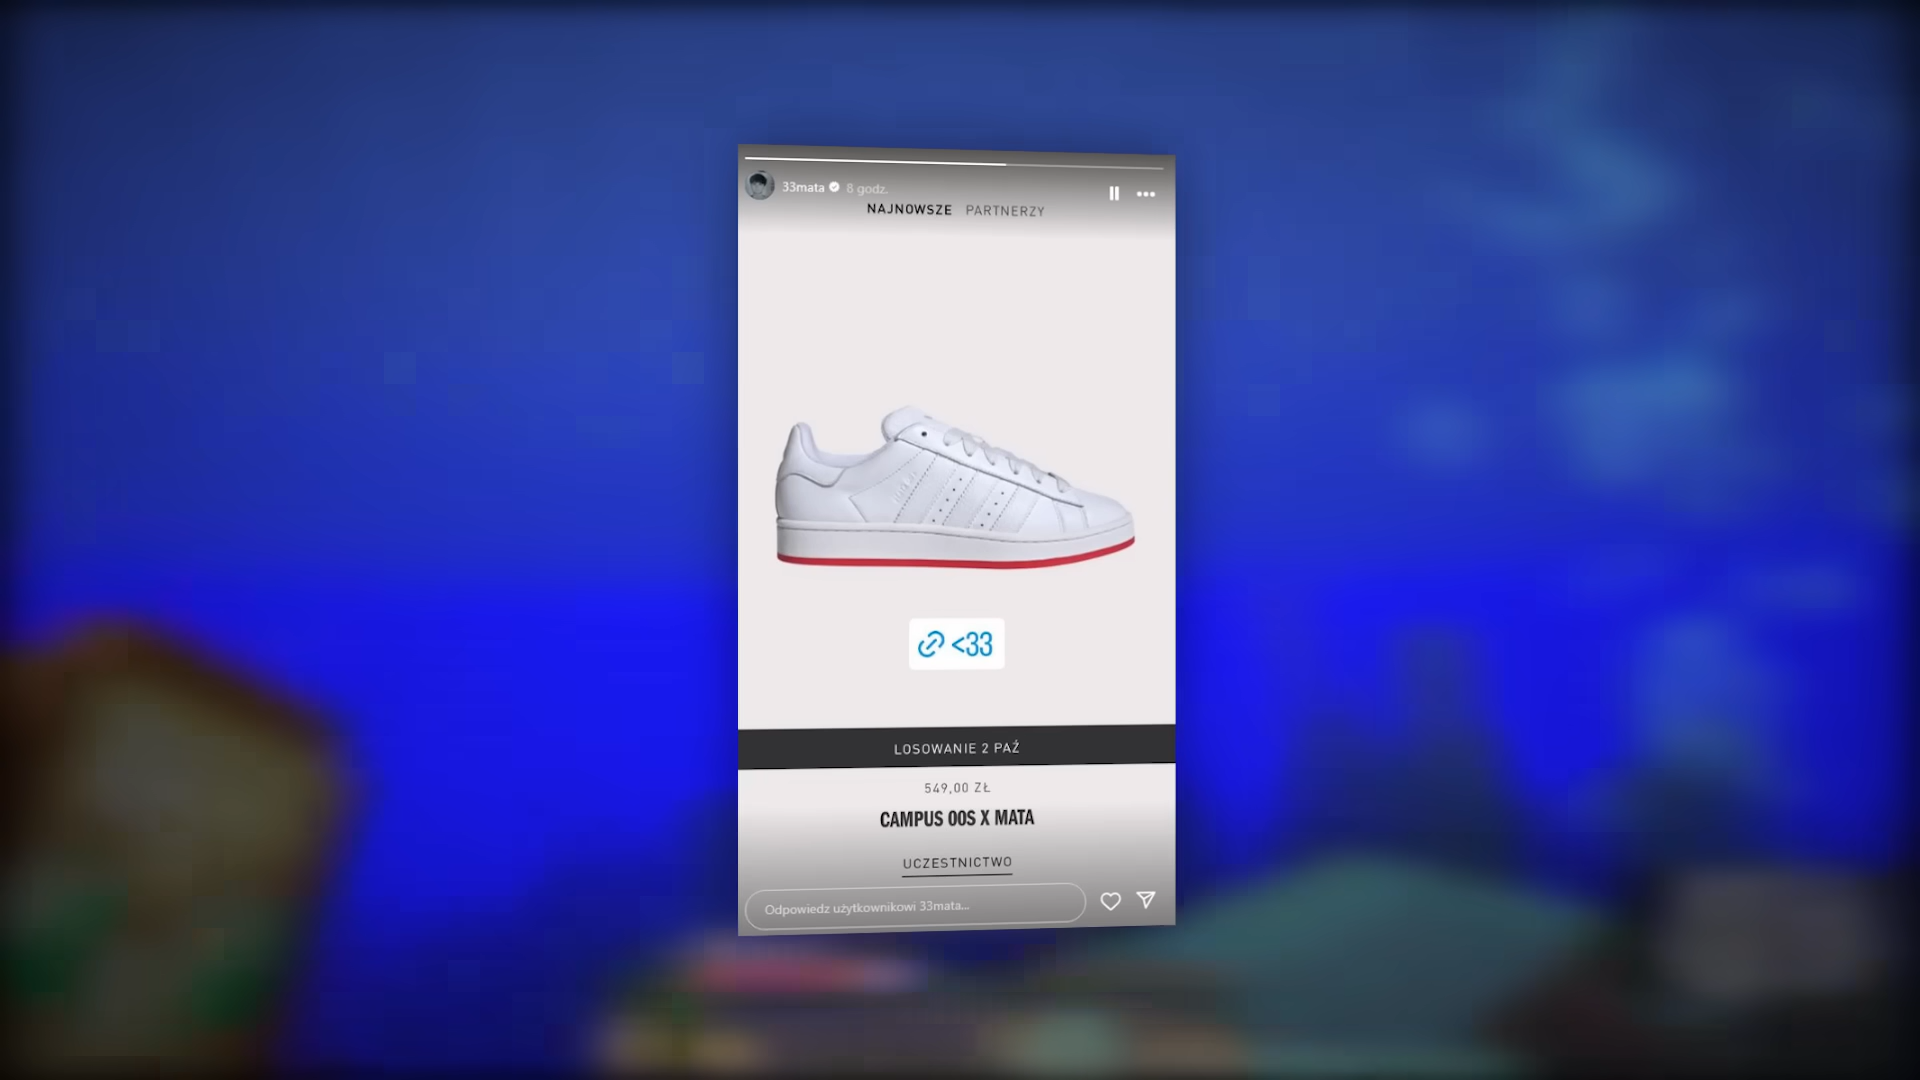 33mata 8 godz.
NAJNOWSZE PARTNERZY
<33
LOSOWANIE 2 PAŹ
549,00 ZŁ
CAMPUS 00S X MATA
UCZESTNICTWO
Odpowiedz użytkownikowi 33mata...